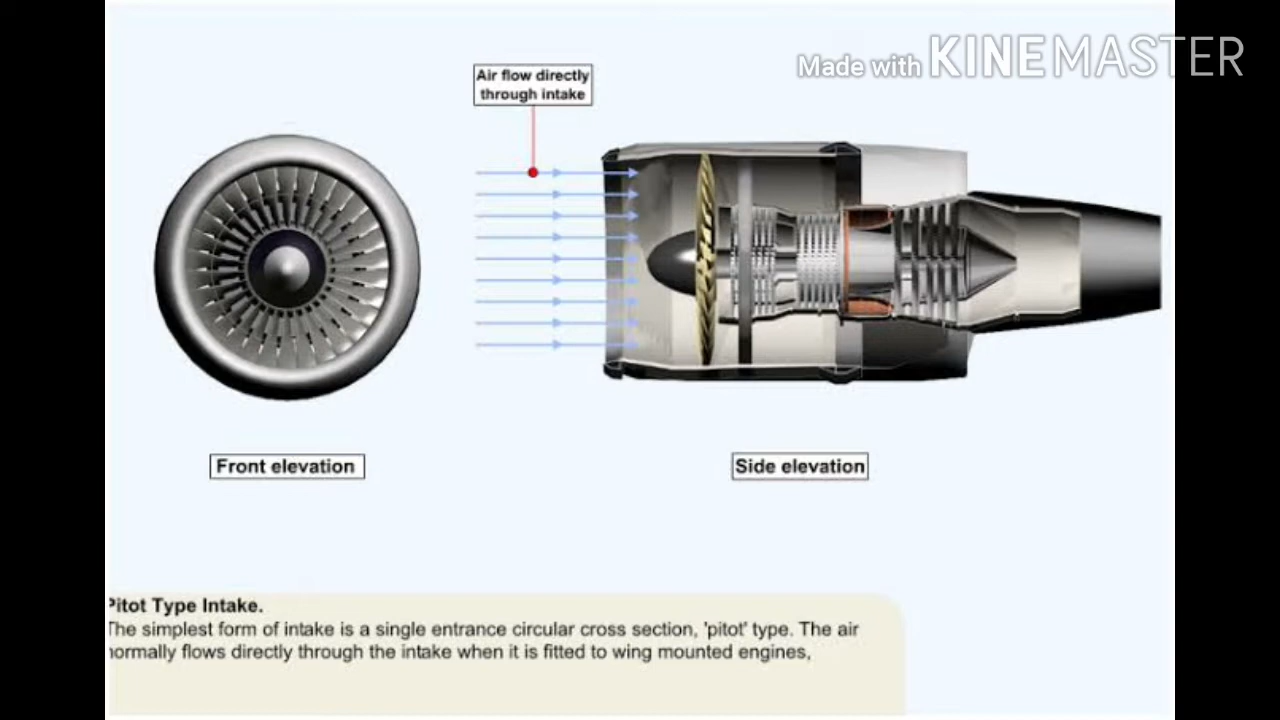 Made with KINEMASTER
Air flow directly
through intake
Front elevation
Side elevation
Pitot Type Intake.
The simplest form of intake is a single entrance circular cross section, 'pitot' type. The air
normally flows directly through the intake when it is fitted to wing mounted engines,